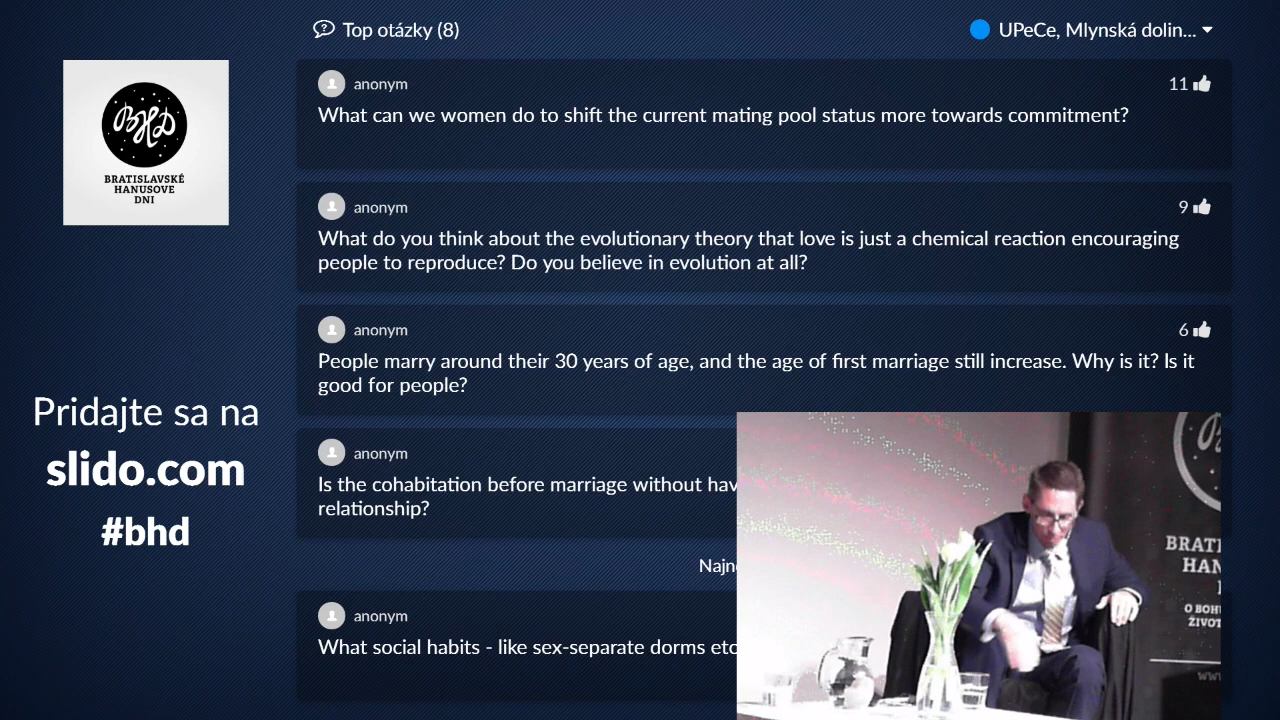 Top otázky (8)
UPeCe, Mlynská dolin...
BHD
BRATISLAVSKÉ
HANUSOVE
DNI
anonym
11
What can we women do to shift the current mating pool status more towards commitment?
anonym
9
What do you think about the evolutionary theory that love is just a chemical reaction encouraging
people to reproduce? Do you believe in evolution at all?
anonym
6
People marry around their 30 years of age, and the age of first marriage still increase. Why is it? Is it
good for people?
Pridajte sa na
slido.com
#bhd
anonym
Is the cohabitation before marriage without hav
relationship?
Najn
anonym
What social habits - like sex-separate dorms etc
BRATI
HAN
O BOHU
ŽIVOT